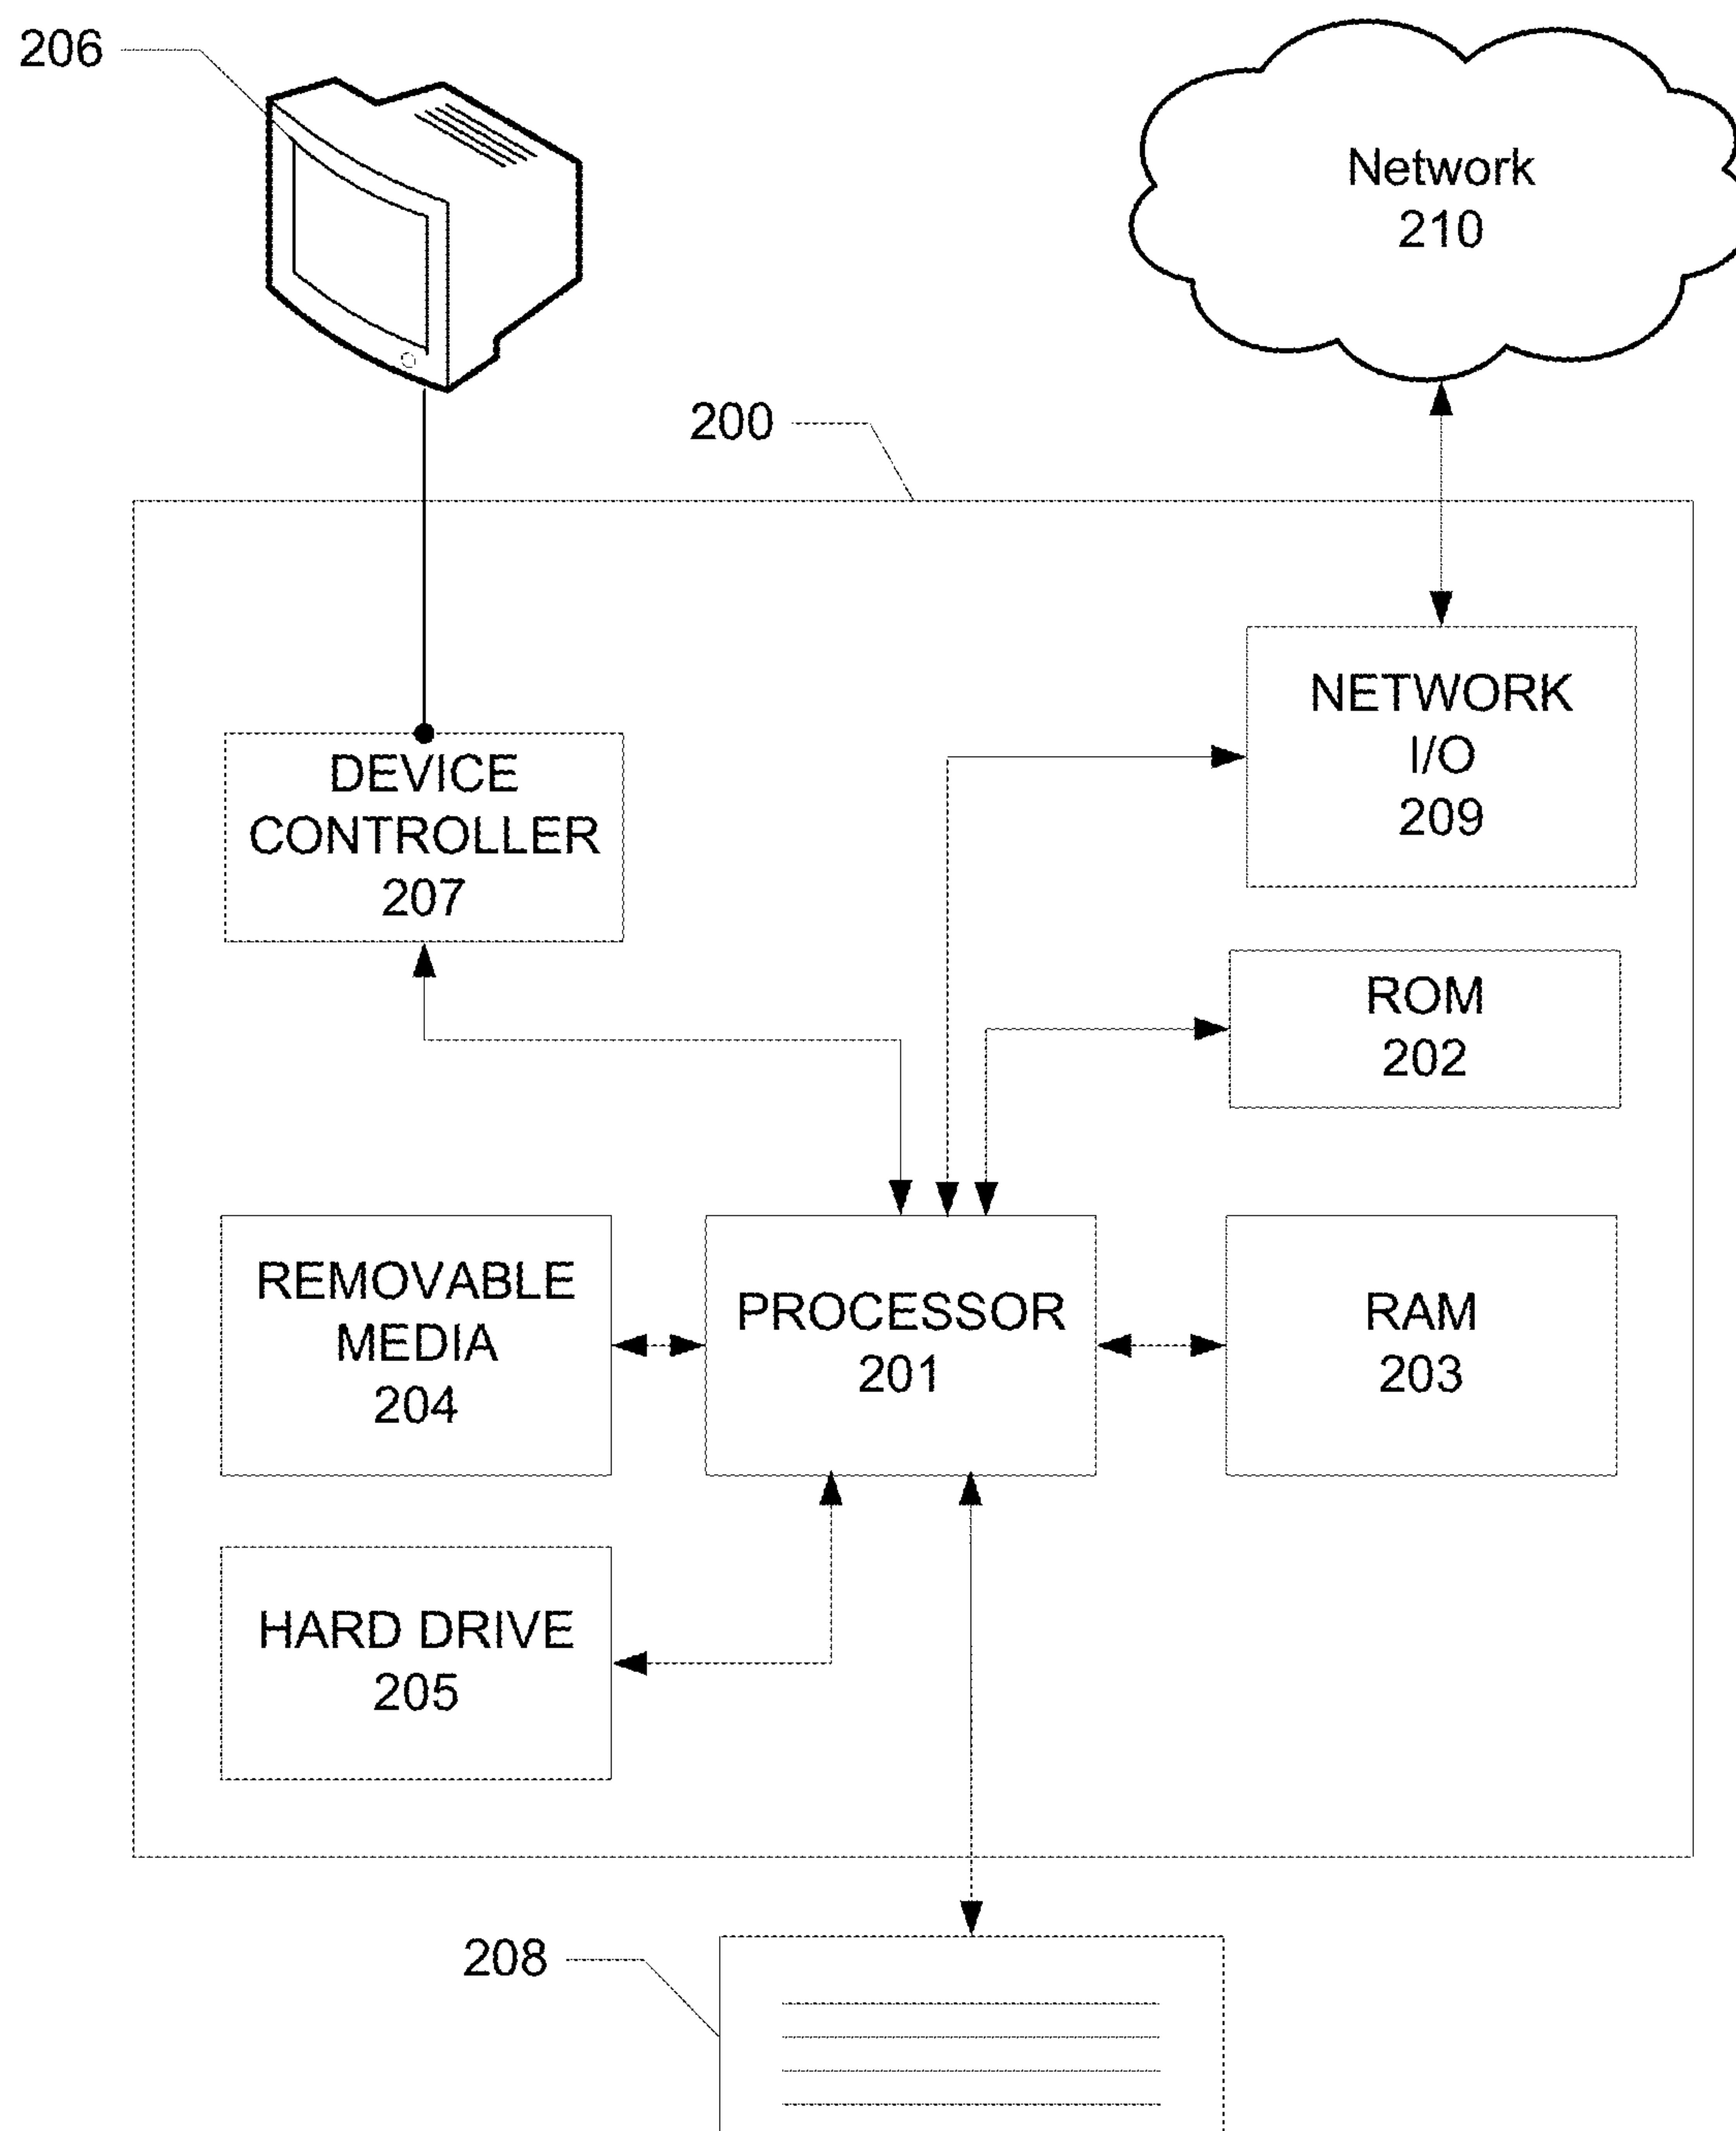 206
Network
210
200
NETWORK
I/O
209
DEVICE
CONTROLLER
207
ROM
202
REMOVABLE
MEDIA
204
PROCESSOR
201
RAM
203
HARD DRIVE
205
208